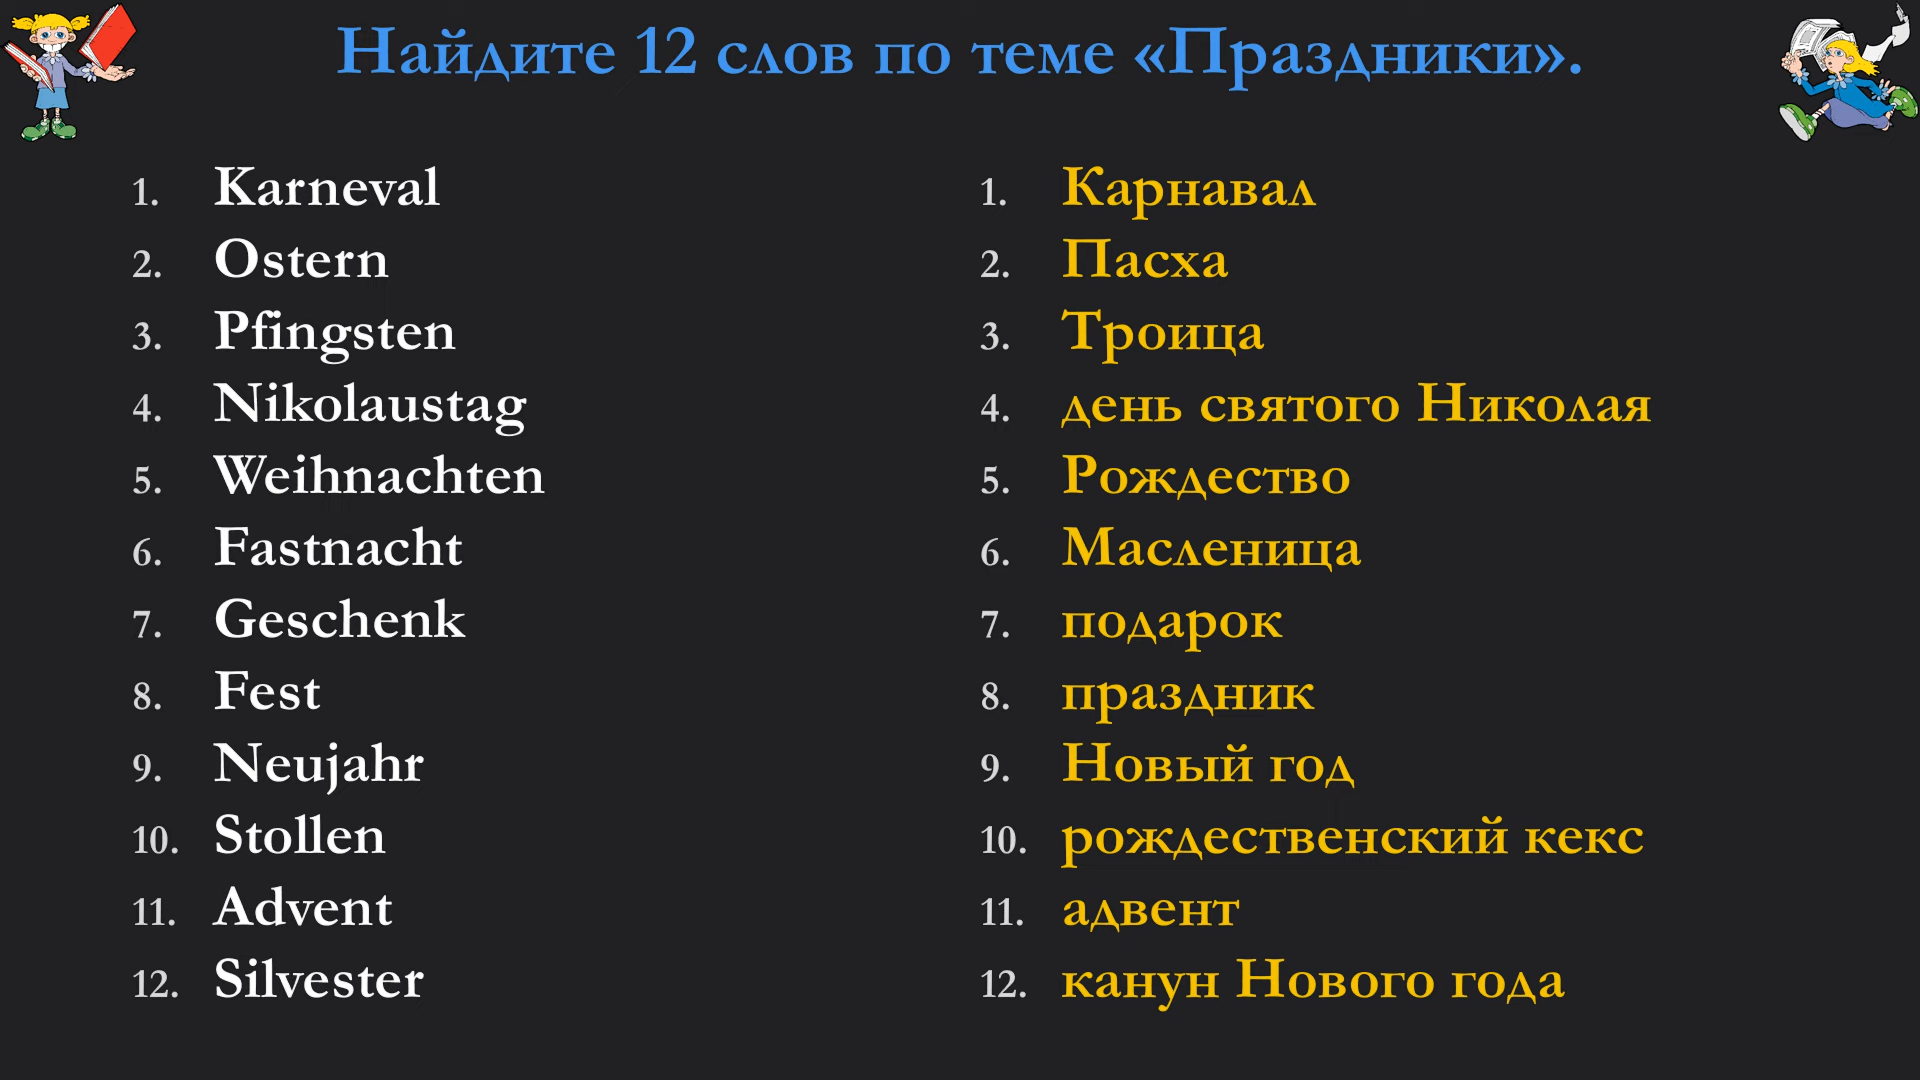 Найдите 12 слов по теме «Праздники».
1. Karneval
2. Ostern
3. Pfingsten
4. Nikolaustag
5. Weihnachten
6. Fastnacht
7. Geschenk
8. Fest
9. Neujahr
10. Stollen
11. Advent
12. Silvester
1. Карнавал
2. Пасха
3. Троица
4. день святого Николая
5. Рождество
6. Масленица
7. подарок
8. праздник
9. Новый год
10. рождественский кекс
11. адвент
12. канун Нового года